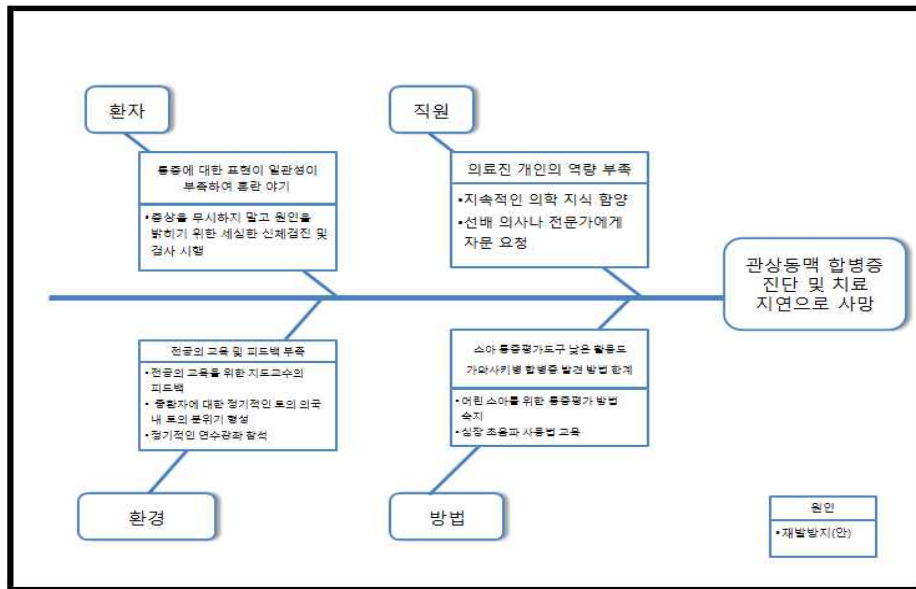 환자
직원
통증에 대한 표현이 일관성이
부족하여 혼란 야기
•증상을 무시하지 말고 원인을
밝히기 위한 세심한 신체검진 및
검사 시행
의료진 개인의 역량 부족
•지속적인 의학 지식 함양
•선배 의사나 전문가에게
자문 요청
관상동맥 합병증
진단 및 치료
지연으로 사망
전공의 교육 및 피드백 부족
•전공의 교육을 위한 지도교수의
피드백
• 중환자에 대한 정기적인 토의 의국
내 토의 분위기 형성
•정기적인 연수강좌 참석
소아 통증평가도구 낮은 활용도
가와사키병 합병증 발견 방법 한계
•어린 소아를 위한 통증평가 방법
숙지
•심장 초음파 사용법 교육
환경
방법
원인
•재발방지(안)